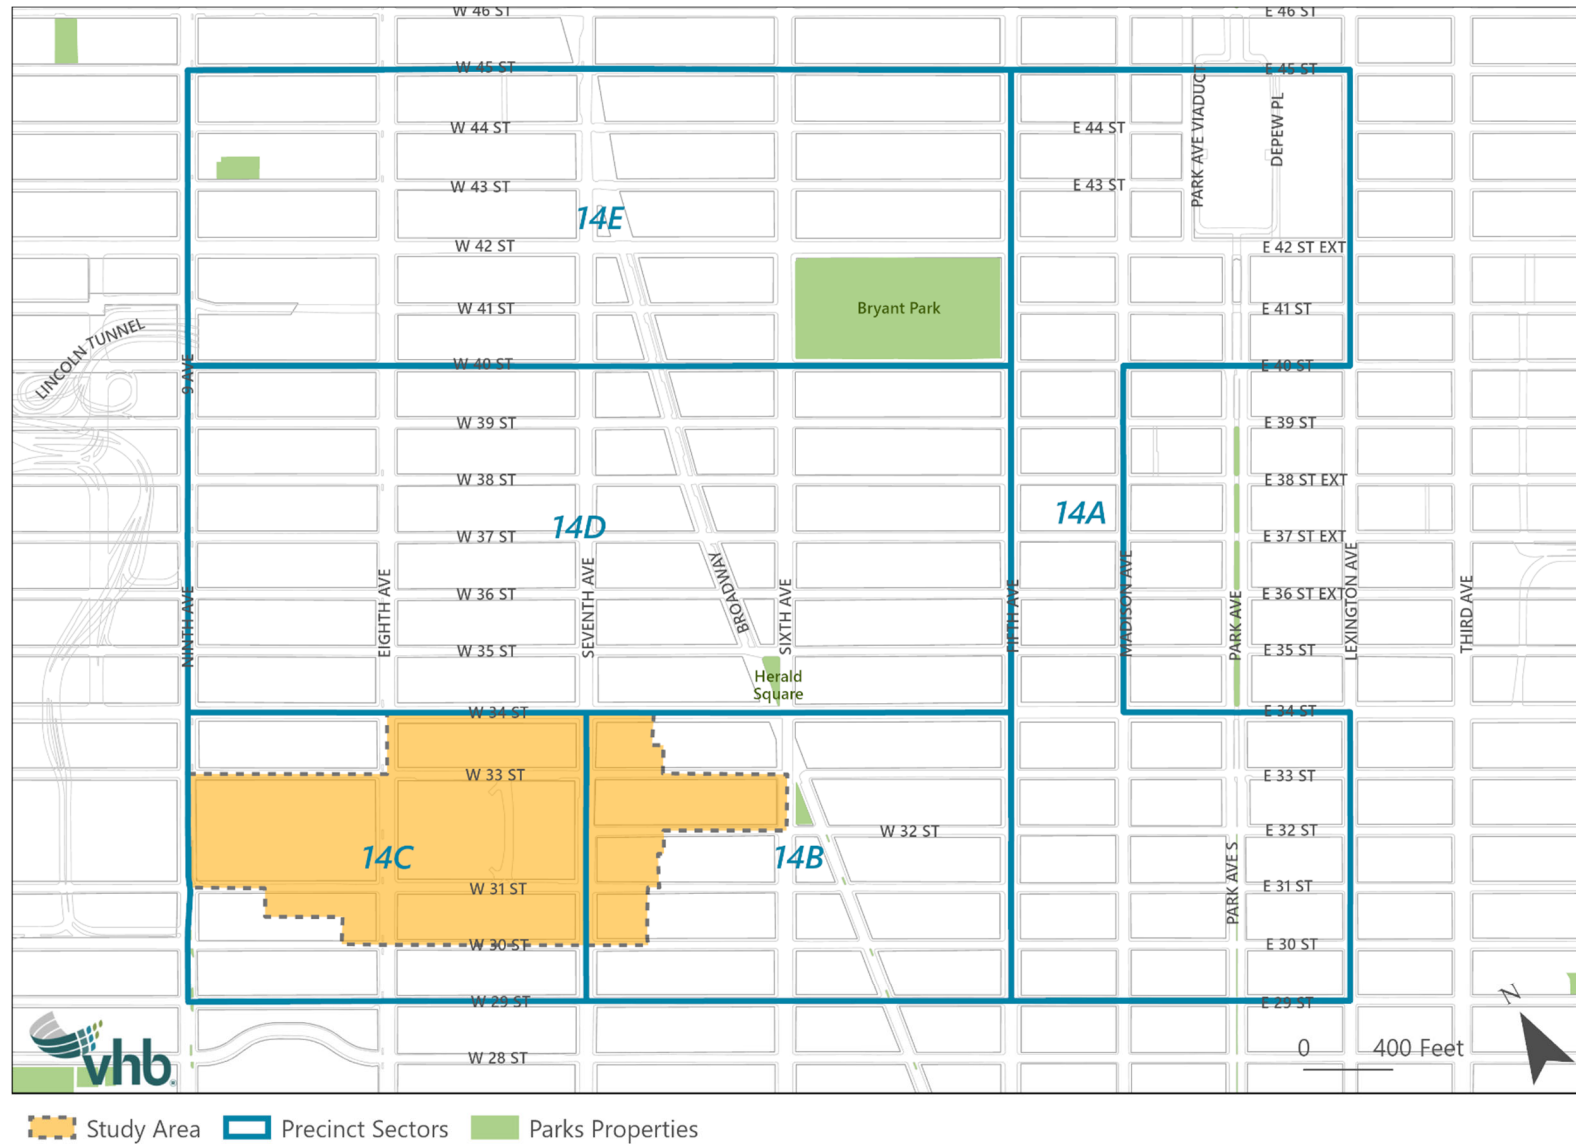 W 46 ST
E 46 ST
W 45 ST
E 45 ST
PARK AVE VIADUCT
DEPEW PL
W 44 ST
E 44 ST
W 43 ST
E 43 ST
14E
W 42 ST
E 42 ST EXT
Bryant Park
W 41 ST
E 41 ST
LINCOLN TUNNEL
9 AVE
W 40 ST
E 40 ST
W 39 ST
E 39 ST
W 38 ST
E 38 ST EXT
14D
14A
W 37 ST
E 37 ST EXT
NINTH AVE
EIGHTH AVE
SEVENTH AVE
BROADWAY
SIXTH AVE
FIFTH AVE
MADISON AVE
PARK AVE
LEXINGTON AVE
THIRD AVE
W 36 ST
E 36 ST EXT
W 35 ST
E 35 ST
Herald
Square
W 34 ST
E 34 ST
W 33 ST
E 33 ST
W 32 ST
E 32 ST
14C
14B
PARK AVE S
W 31 ST
E 31 ST
W 30 ST
E 30 ST
W 29 ST
E 29 ST
N
vhb
W 28 ST
0 400 Feet
Study Area Precinct Sectors Parks Properties